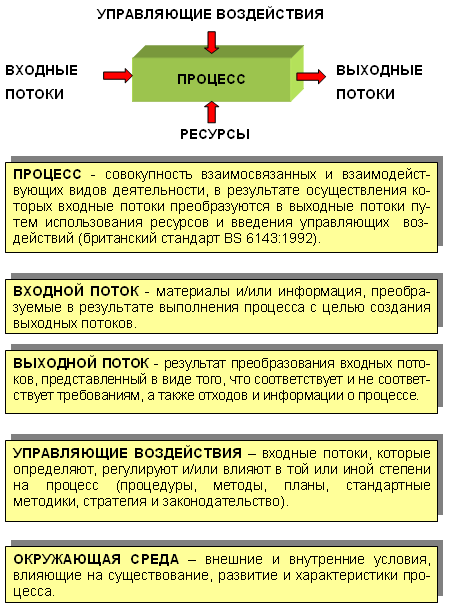 УПРАВЛЯЮЩИЕ ВОЗДЕЙСТВИЯ
ВХОДНЫЕ
ПОТОКИ
ПРОЦЕСС
ВЫХОДНЫЕ
ПОТОКИ
РЕСУРСЫ
ПРОЦЕСС - совокупность взаимосвязанных и взаимодейст-
вующих видов деятельности, в результате осуществления ко-
торых входные потоки преобразуются в выходные потоки пу-
тем использования ресурсов и введения управляющих воз-
действий (британский стандарт BS 6143:1992).
ВХОДНОЙ ПОТОК - материалы и/или информация, преобра-
зуемые в результате выполнения процесса с целью создания
выходных потоков.
ВЫХОДНОЙ ПОТОК - результат преобразования входных пото-
ков, представленный в виде того, что соответствует и не соответ-
ствует требованиям, а также отходов и информации о процессе.
УПРАВЛЯЮЩИЕ ВОЗДЕЙСТВИЯ – входные потоки, которые
определяют, регулируют и/или влияют в той или иной степени
на процесс (процедуры, методы, планы, стандартные
методики, стратегия и законодательство).
ОКРУЖАЮЩАЯ СРЕДА – внешние и внутренние условия,
влияющие на существование, развитие и характеристики про-
цесса.